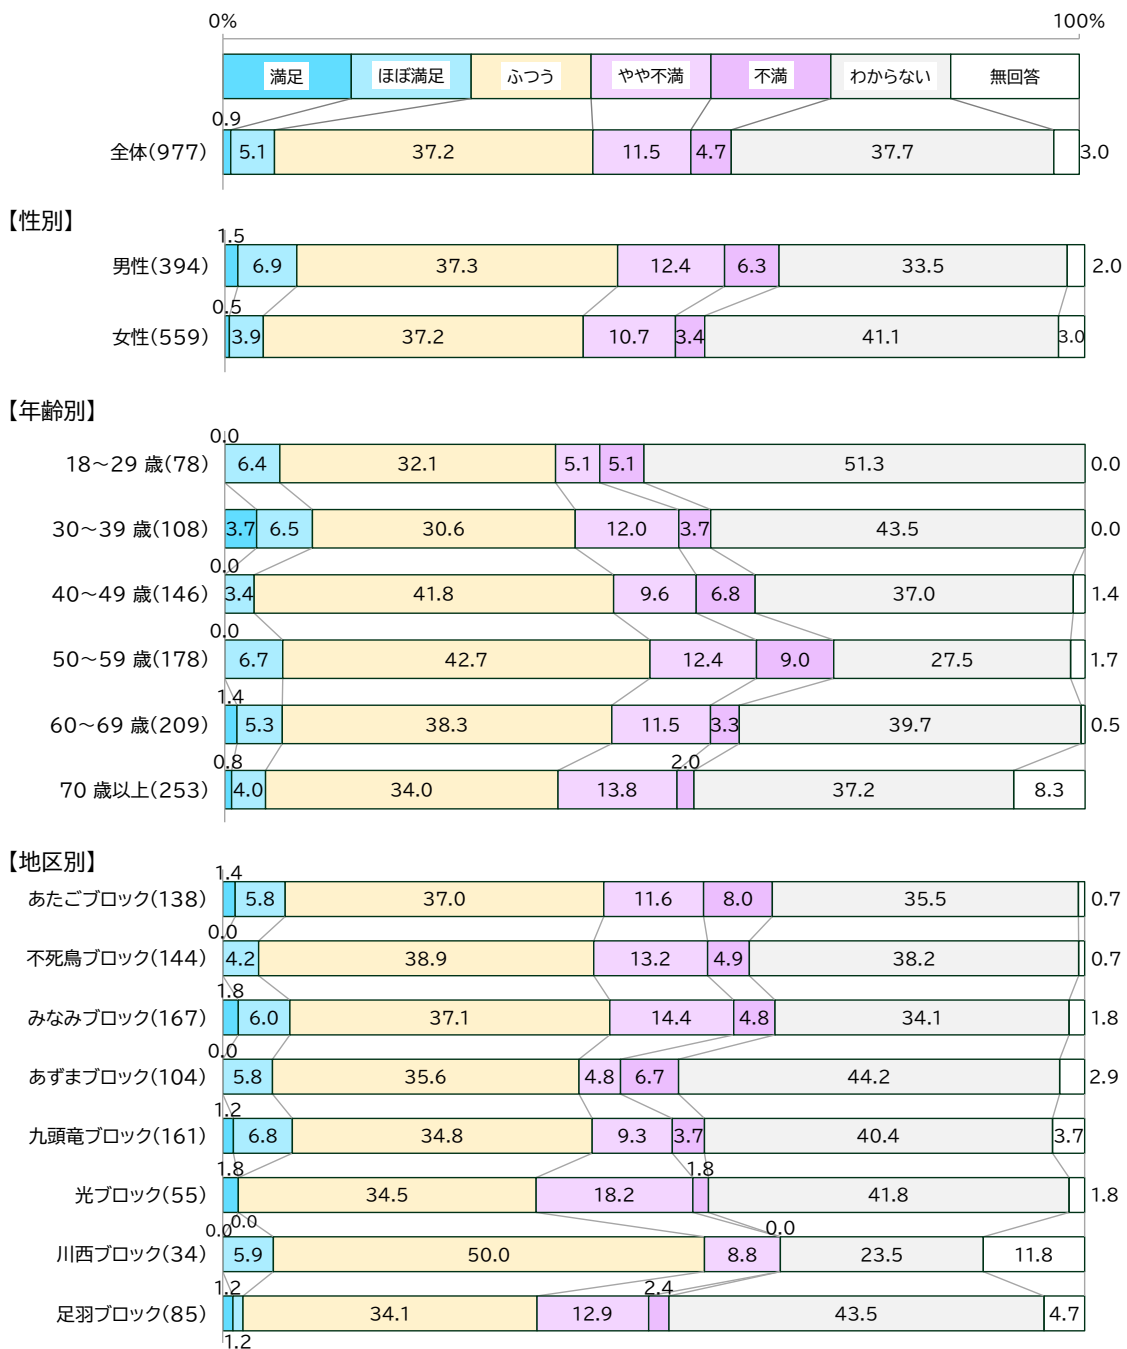 0% 100%
満足 ほぼ満足 ふつう やや不満 不満 わからない 無回答
0.9
全体(977) 5.1 37.2 11.5 4.7 37.7 3.0
【性別】
1.5
男性(394) 6.9 37.3 12.4 6.3 33.5 2.0
0.5
女性(559) 3.9 37.2 10.7 3.4 41.1 3.0
【年齢別】
0.0
18～29 歳(78) 6.4 32.1 5.1 5.1 51.3 0.0
30～39 歳(108) 3.7 6.5 30.6 12.0 3.7 43.5 0.0
0.0
40～49 歳(146) 3.4 41.8 9.6 6.8 37.0 1.4
0.0
50～59 歳(178) 6.7 42.7 12.4 9.0 27.5 1.7
1.4
60～69 歳(209) 5.3 38.3 11.5 3.3 39.7 0.5
0.8 2.0
70 歳以上(253) 4.0 34.0 13.8 37.2 8.3
【地区別】
1.4
あたごブロック(138) 5.8 37.0 11.6 8.0 35.5 0.7
0.0
不死鳥ブロック(144) 4.2 38.9 13.2 4.9 38.2 0.7
1.8
みなみブロック(167) 6.0 37.1 14.4 4.8 34.1 1.8
0.0
あずまブロック(104) 5.8 35.6 4.8 6.7 44.2 2.9
1.2
九頭竜ブロック(161) 6.8 34.8 9.3 3.7 40.4 3.7
1.8 1.8
光ブロック(55) 34.5 18.2 41.8 1.8
0.0 0.0 0.0
川西ブロック(34) 5.9 50.0 8.8 23.5 11.8
1.2 2.4
足羽ブロック(85) 34.1 12.9 43.5 4.7
1.2